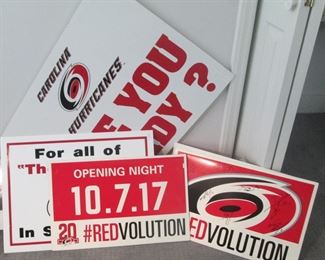 CAROLINA
HURRICANES
YOU
DY?
For all of
"Th
(
In S
OPENING NIGHT
10.7.17
20 #REDVOLUTION
EDVOLUTION